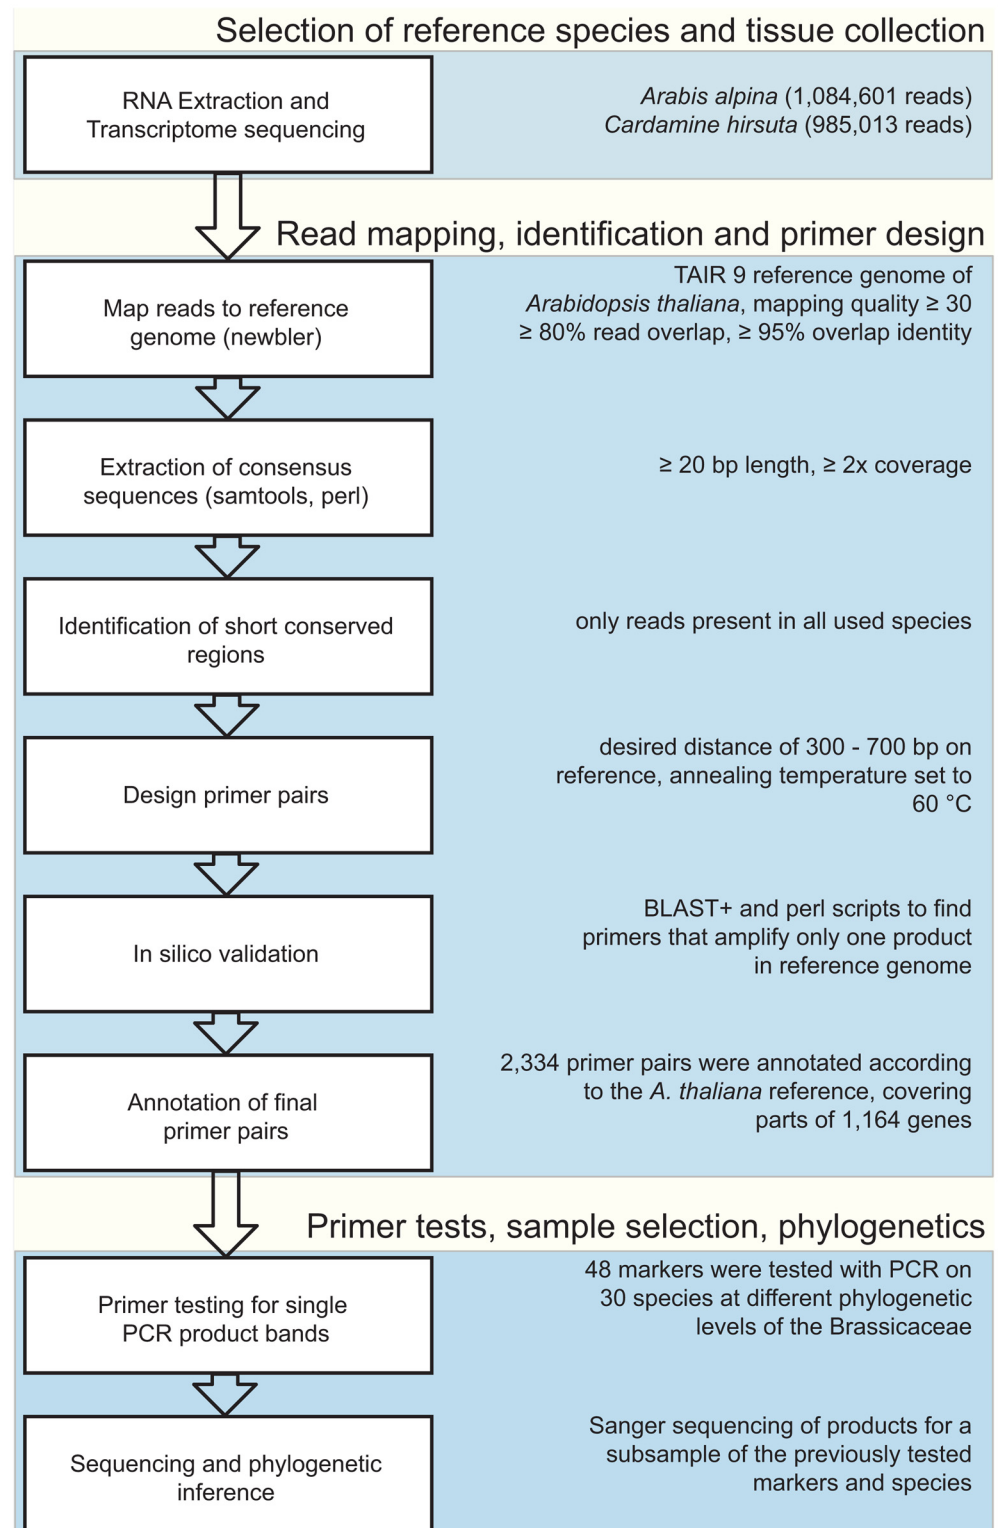 Selection of reference species and tissue collection
RNA Extraction and
Transcriptome sequencing
Arabis alpina (1,084,601 reads)
Cardamine hirsuta (985,013 reads)
Read mapping, identification and primer design
Map reads to reference
genome (newbler)
TAIR 9 reference genome of
Arabidopsis thaliana, mapping quality ≥ 30
≥ 80% read overlap, ≥ 95% overlap identity
Extraction of consensus
sequences (samtools, perl)
≥ 20 bp length, ≥ 2x coverage
Identification of short conserved
regions
only reads present in all used species
Design primer pairs
desired distance of 300 - 700 bp on
reference, annealing temperature set to
60 °C
In silico validation
BLAST+ and perl scripts to find
primers that amplify only one product
in reference genome
Annotation of final
primer pairs
2,334 primer pairs were annotated according
to the A. thaliana reference, covering
parts of 1,164 genes
Primer tests, sample selection, phylogenetics
Primer testing for single
PCR product bands
48 markers were tested with PCR on
30 species at different phylogenetic
levels of the Brassicaceae
Sequencing and phylogenetic
inference
Sanger sequencing of products for a
subsample of the previously tested
markers and species